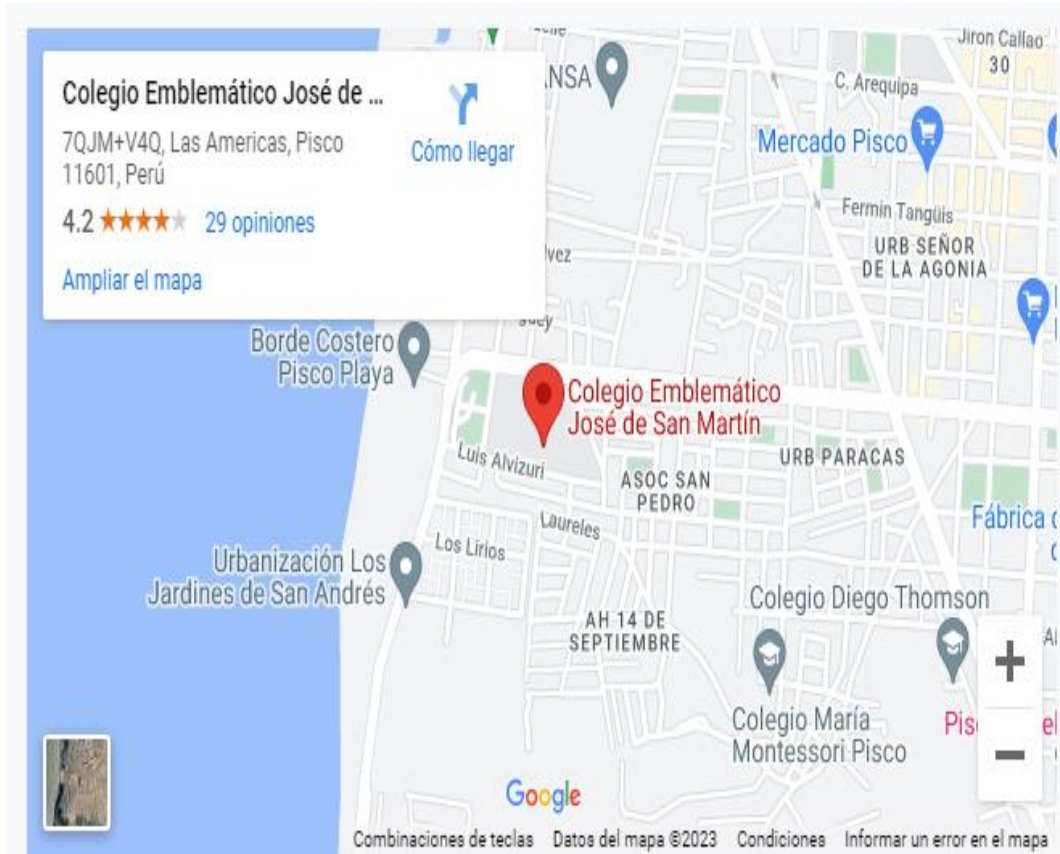 Colegio Emblemático José de ...
7QJM+V4Q, Las Americas, Pisco
11601, Perú
4.2
29 opiniones
Cómo llegar
Ampliar el mapa
Jiron Callao
30
C. Arequipa
Mercado Pisco
Fermin Tangüis
URB SEÑOR
DE LA AGONIA
Borde Costero
Pisco Playa
Colegio Emblemático
José de San Martín
Luis Alvizuri
URB PARACAS
ASOC SAN
PEDRO
Laureles
Los Lirios
Fábrica
Urbanización Los
Jardines de San Andrés
AH 14 DE
SEPTIEMBRE
Colegio Diego Thomson
Colegio María
Montessori Pisco
Google
Combinaciones de teclas
Datos del mapa ©2023
Condiciones
Informar un error en el mapa